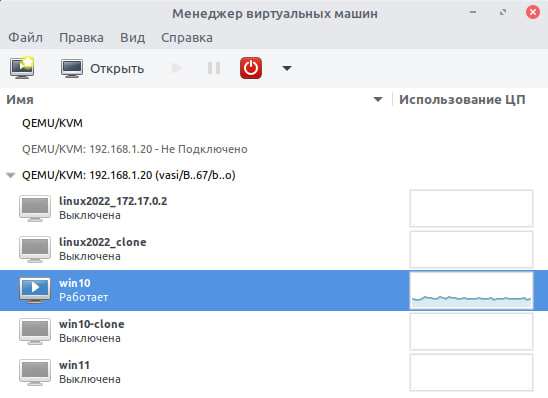 Менеджер виртуальных машин
Файл Правка Вид Справка
Открыть
Имя Использование ЦП
QEMU/KVM
QEMU/KVM: 192.168.1.20 - Не Подключено
QEMU/KVM: 192.168.1.20 (vasi/B..67/b..o)
linux2022_172.17.0.2
Выключена
linux2022_clone
Выключена
win10
Работает
win10-clone
Выключена
win11
Выключена